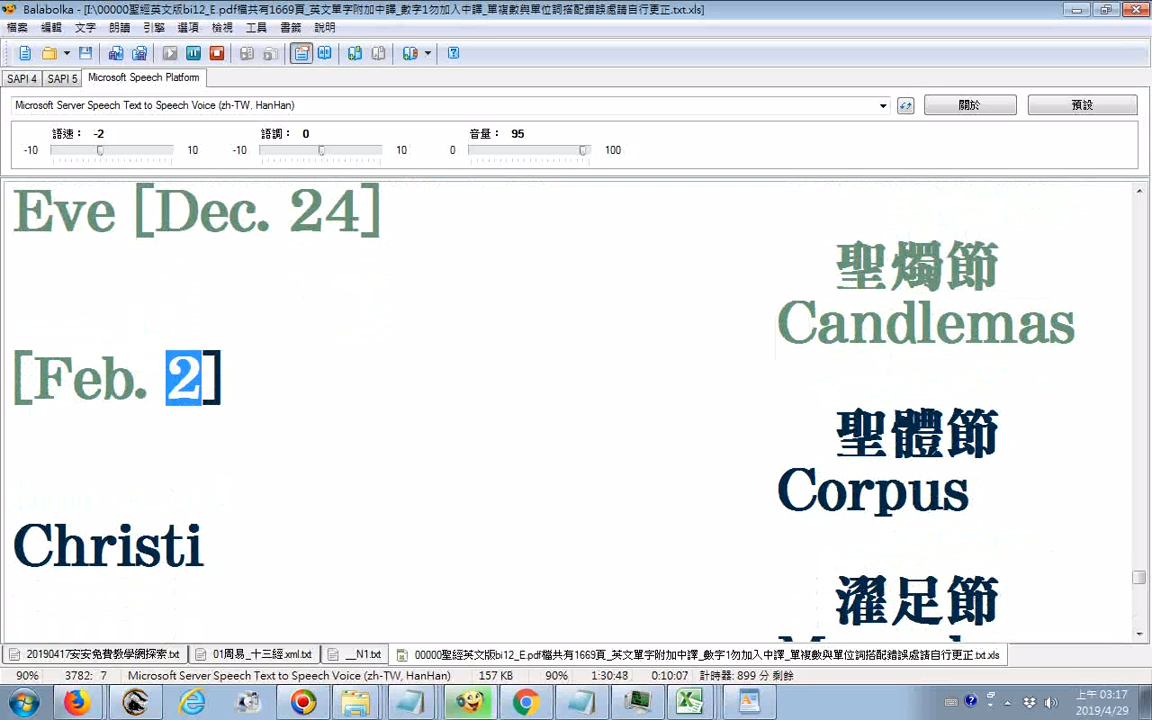 Balabolka - [I:\00000聖經英文版bi12_E.pdf檔共有1669頁_英文單字附加中譯_數字1勿加入中譯_單複數與單位詞搭配錯誤處請自行更正.txt.xls]
檔案 編輯 文字 朗讀 引擎 選項 檢視 工具 書籤 說明
SAPI 4 SAPI 5 Microsoft Speech Platform
Microsoft Server Speech Text to Speech Voice (zh-TW, HanHan) 關於 預設
語速： -2 語調： 0 音量： 95
-10 10 -10 10 0 100
Eve [Dec. 24]
聖燭節
Candlemas
[Feb. 2]
聖體節
Corpus
Christi
濯足節
20190417安安免費教學網探索.txt 01周易_十三經.xml.txt __N1.txt 00000聖經英文版bi12_E.pdf檔共有1669頁_英文單字附加中譯_數字1勿加入中譯_單複數與單位詞搭配錯誤處請自行更正.txt.xls
90% 3782: 7 Microsoft Server Speech Text to Speech Voice (zh-TW, HanHan) 157 KB 90% 1:30:48 0:10:07 計時器: 899 分 剩餘
上午 03:17
2019/4/29